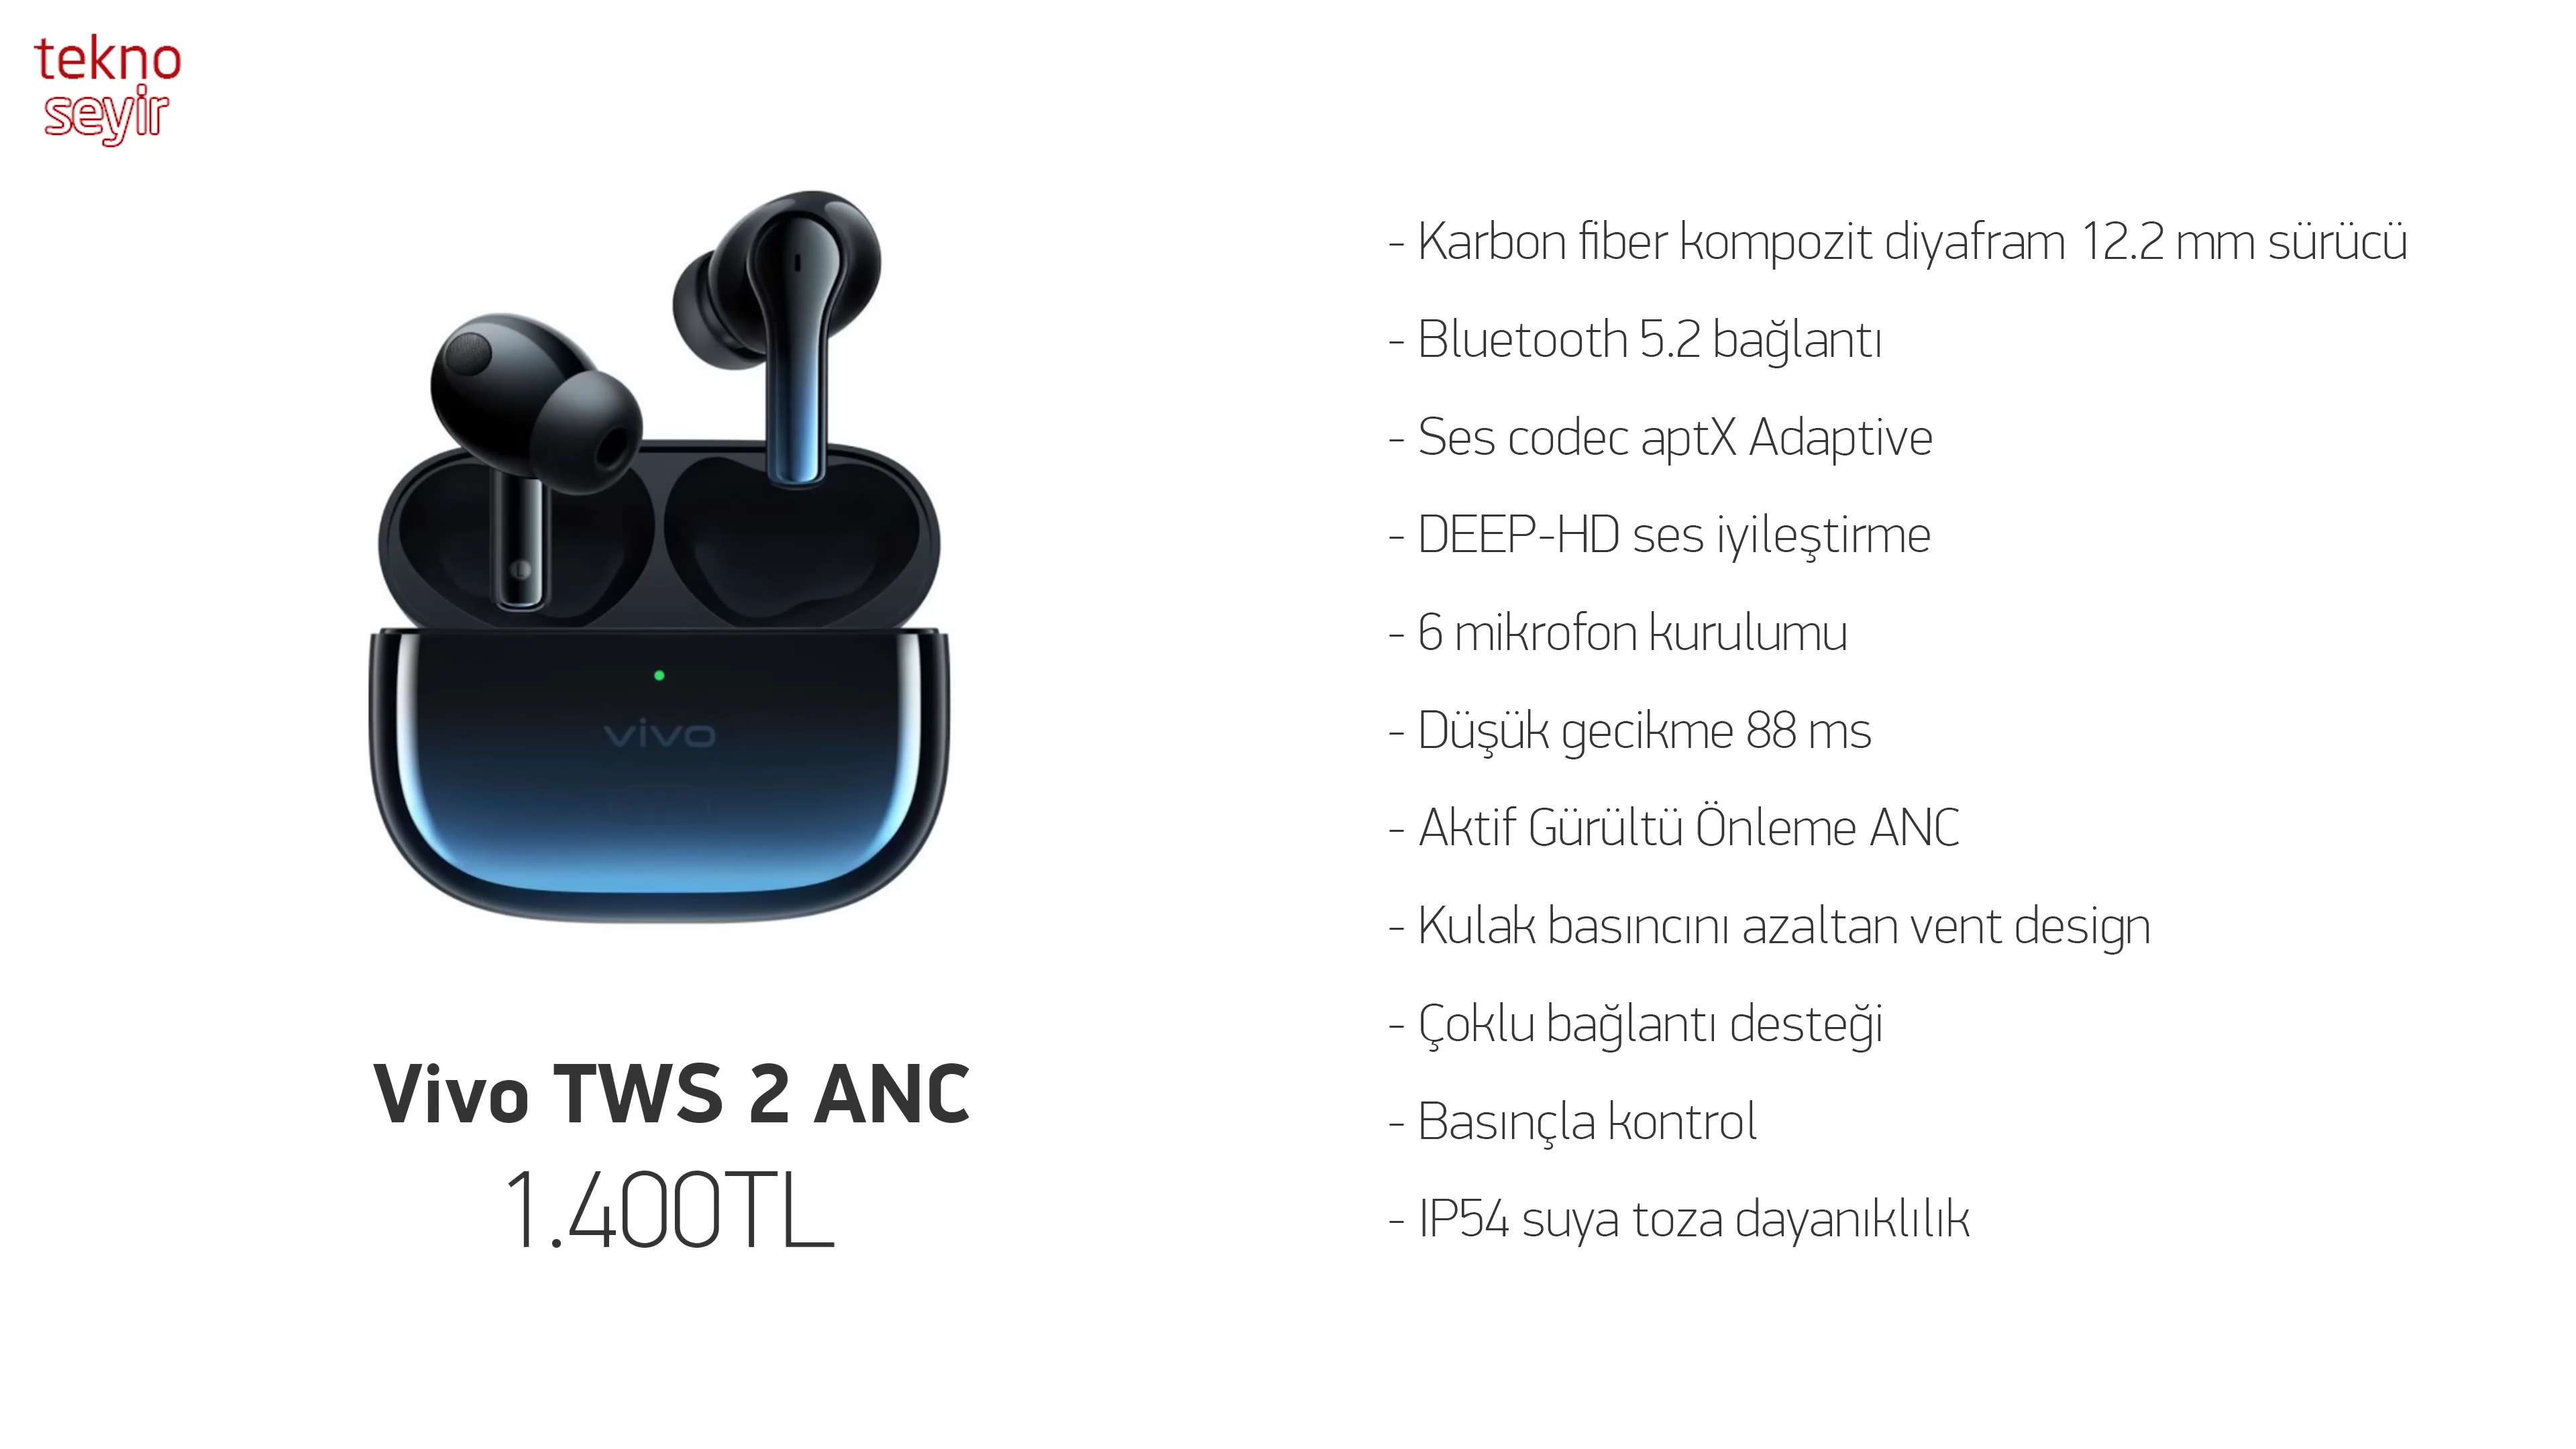 tekno
seyir
L
vivo
Vivo TWS 2 ANC
1.400TL
- Karbon fiber kompozit diyafram 12.2 mm sürücü
- Bluetooth 5.2 bağlantı
- Ses codec aptX Adaptive
- DEEP-HD ses iyileştirme
- 6 mikrofon kurulumu
- Düşük gecikme 88 ms
- Aktif Gürültü Önleme ANC
- Kulak basıncını azaltan vent design
- Çoklu bağlantı desteği
- Basınçla kontrol
- IP54 suya toza dayanıklılık